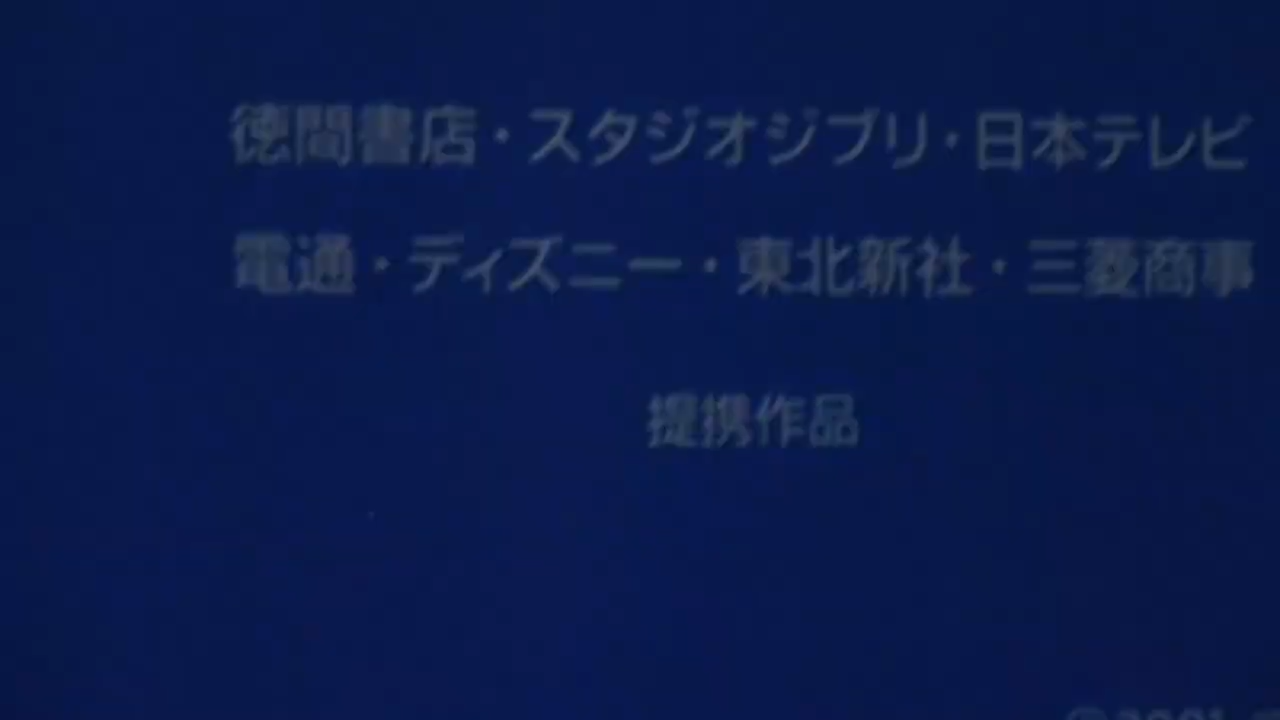 徳間書店・スタジオジブリ・日本テレビ
電通・ディズニー・東北新社・三菱商事
提携作品